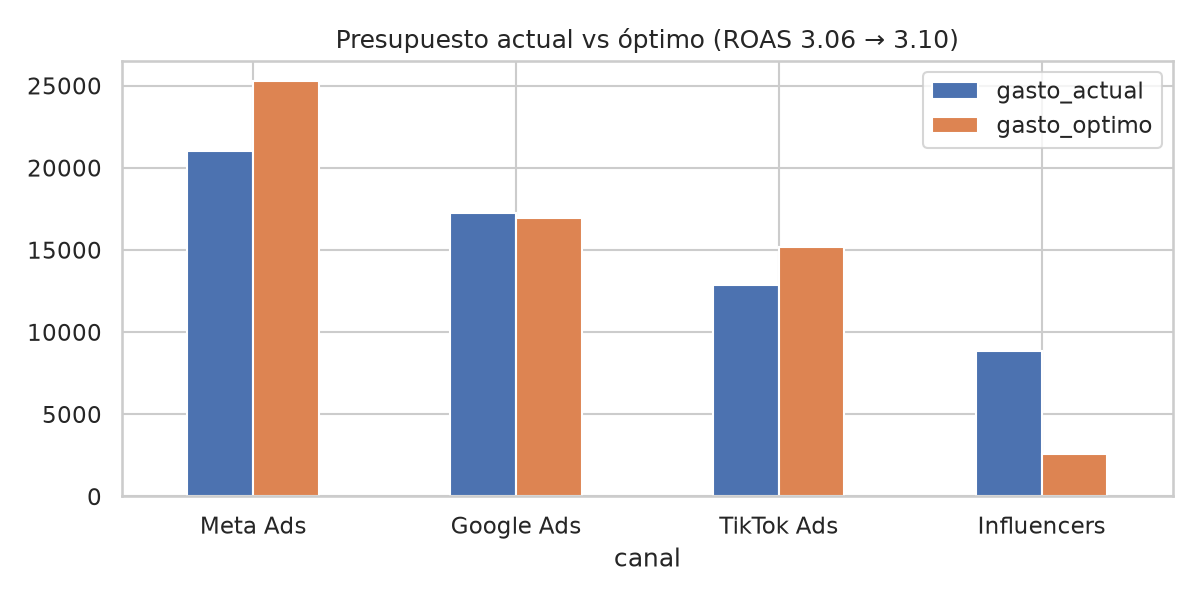 Presupuesto actual vs óptimo (ROAS 3.06 → 3.10)
25000
20000
15000
10000
5000
0
gasto_actual
gasto_optimo
Meta Ads
Google Ads
TikTok Ads
Influencers
canal